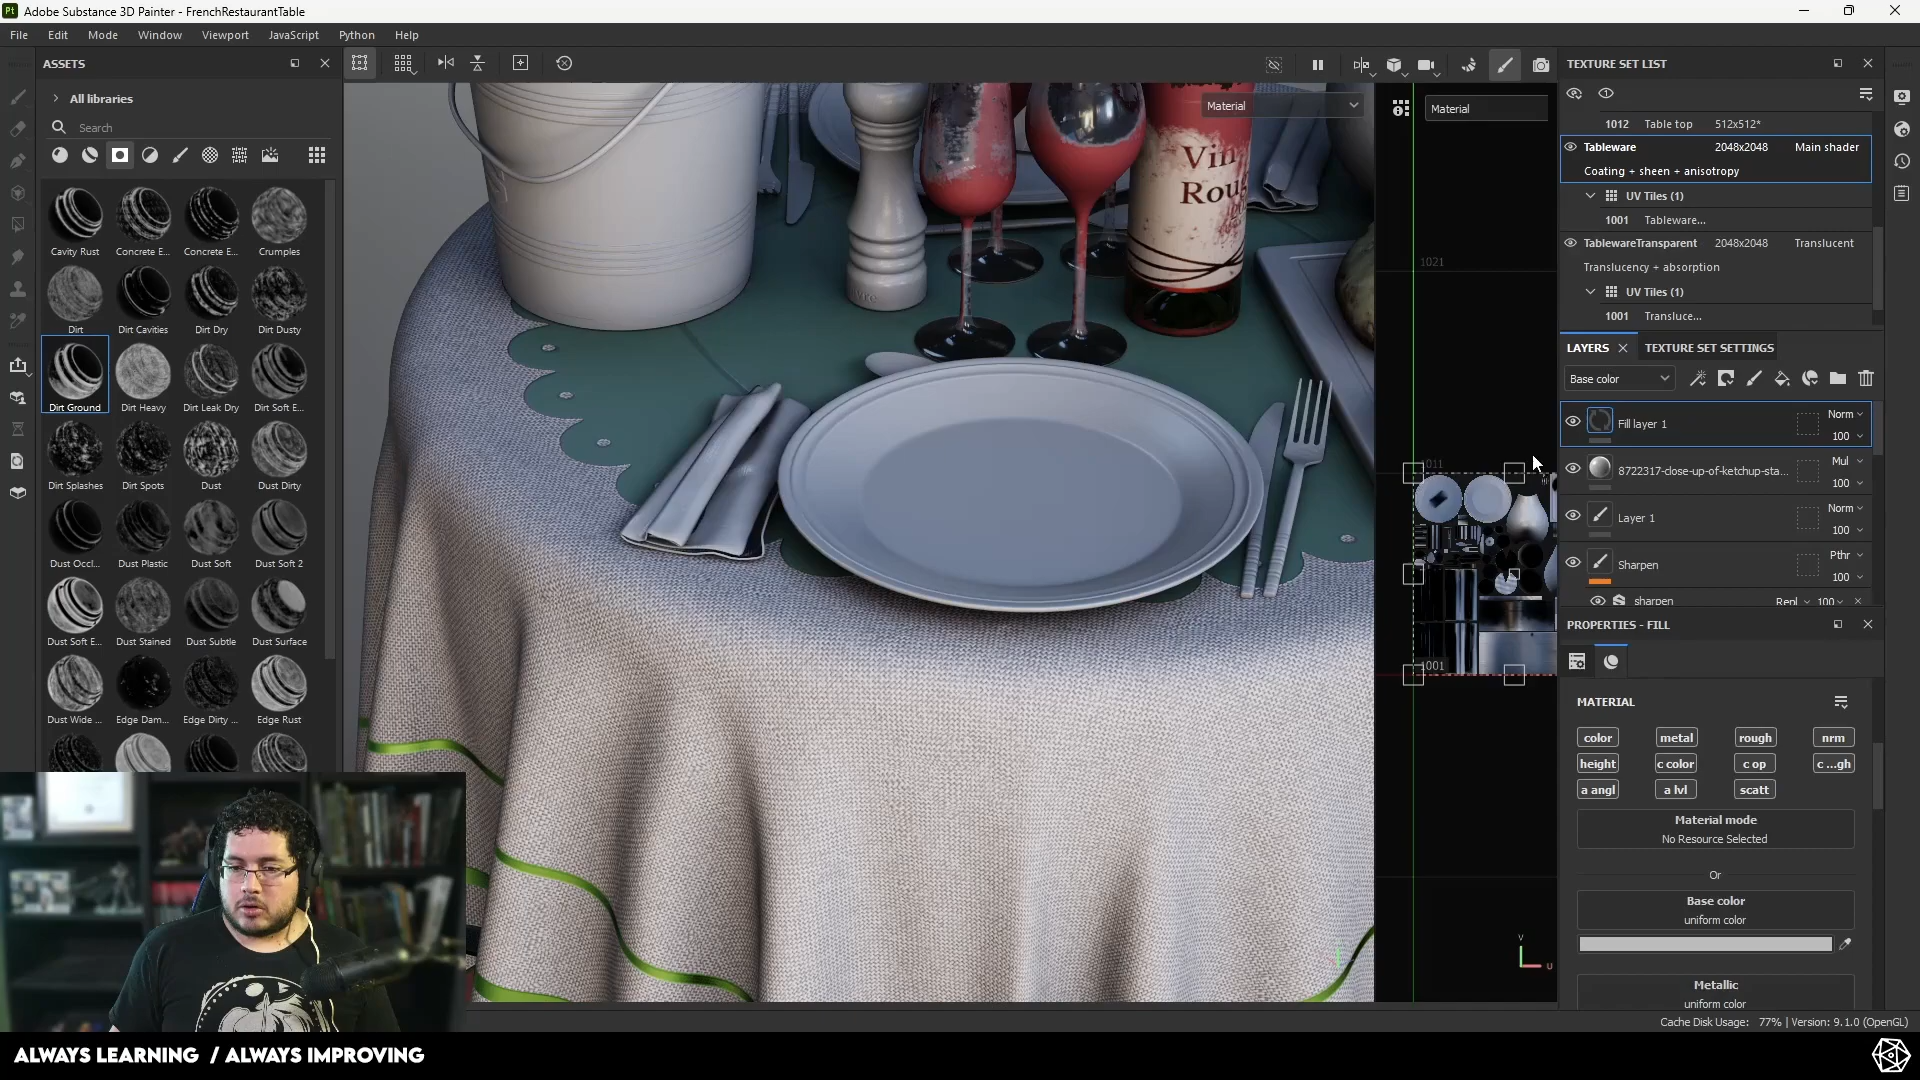 Adobe Substance 3D Painter - FrenchRestaurantTable
File Edit Mode Window Viewport JavaScript Python Help
ASSETS
All libraries
Search
Cavity Rust Concrete E... Concrete E... Crumples
Dirt Dirt Cavities Dirt Dry Dirt Dusty
Dirt Ground Dirt Heavy Dirt Leak Dry Dirt Soft E...
Dirt Splashes Dirt Spots Dust Dust Dirty
Dust Occl... Dust Plastic Dust Soft Dust Soft 2
Dust Soft E... Dust Stained Dust Subtle Dust Surface
Dust Wide ... Edge Dam... Edge Dirty ... Edge Rust
Material
Material
Vin
Roug
1021
1011
1001
V
U
TEXTURE SET LIST
1012 Table top 512x512*
Tableware 2048x2048 Main shader
Coating + sheen + anisotropy
UV Tiles (1)
1001 Tableware...
TablewareTransparent 2048x2048 Translucent
Translucency + absorption
UV Tiles (1)
1001 Transluce...
LAYERS TEXTURE SET SETTINGS
Base color
Fill layer 1 Norm
100
8722317-close-up-of-ketchup-sta... Mul
100
Layer 1 Norm
100
Sharpen Pthr
100
sharpen Repl 100
PROPERTIES - FILL
MATERIAL
color metal rough nrm
height c color c op c ...gh
a angl a lvl scatt
Material mode
No Resource Selected
Or
Base color
uniform color
Metallic
uniform color
Cache Disk Usage: 77% | Version: 9.1.0 (OpenGL)
ALWAYS LEARNING / ALWAYS IMPROVING